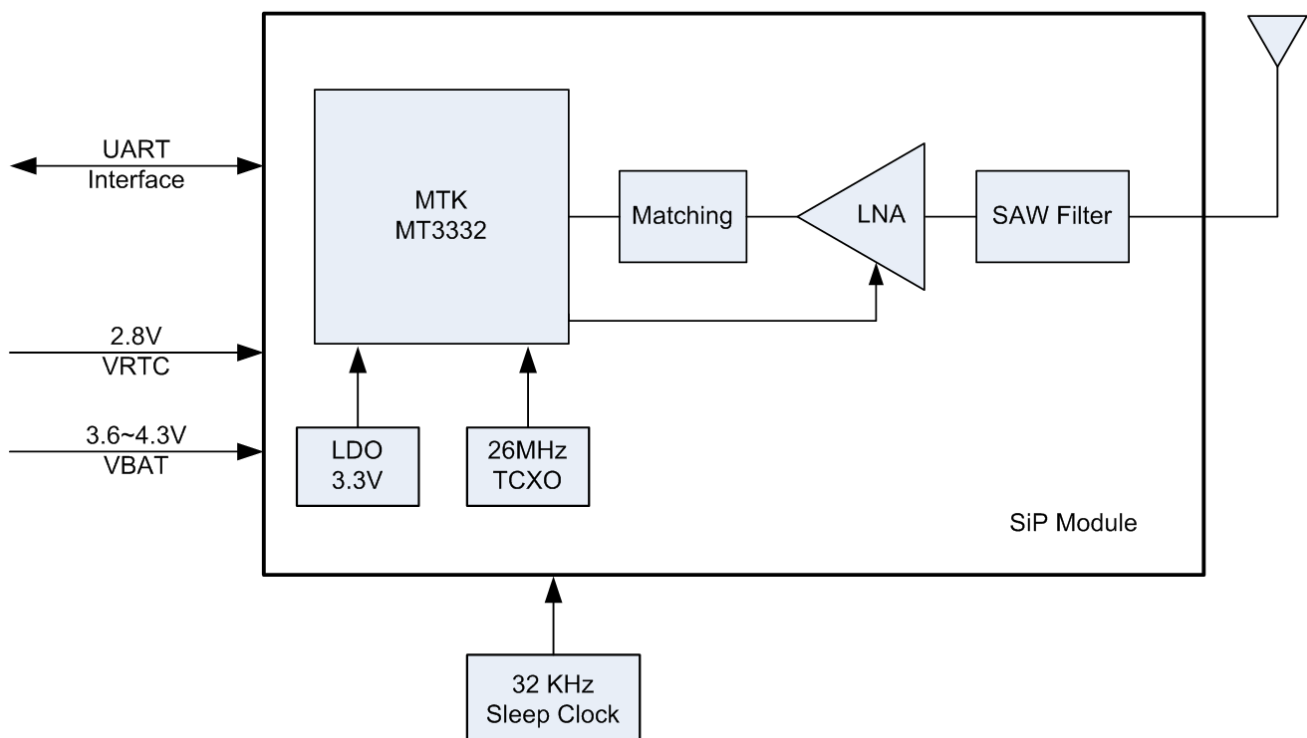 UART
Interface
MTK
MT3332
Matching
LNA
SAW Filter
2.8V
VRTC
3.6~4.3V
VBAT
LDO
3.3V
26MHz
TCXO
SiP Module
32 KHz
Sleep Clock